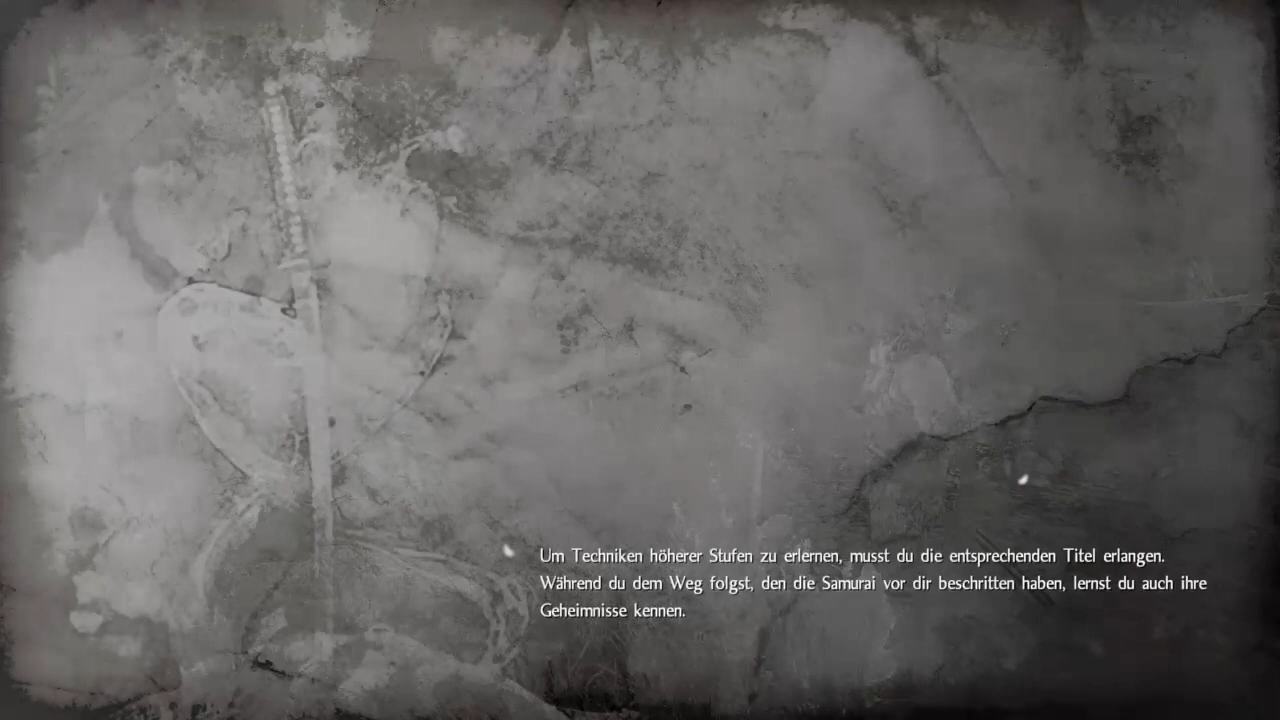 Um Techniken höherer Stufen zu erlernen, musst du die entsprechenden Titel erlangen.
Während du dem Weg folgst, den die Samurai vor dir beschritten haben, lernst du auch ihre
Geheimnisse kennen.